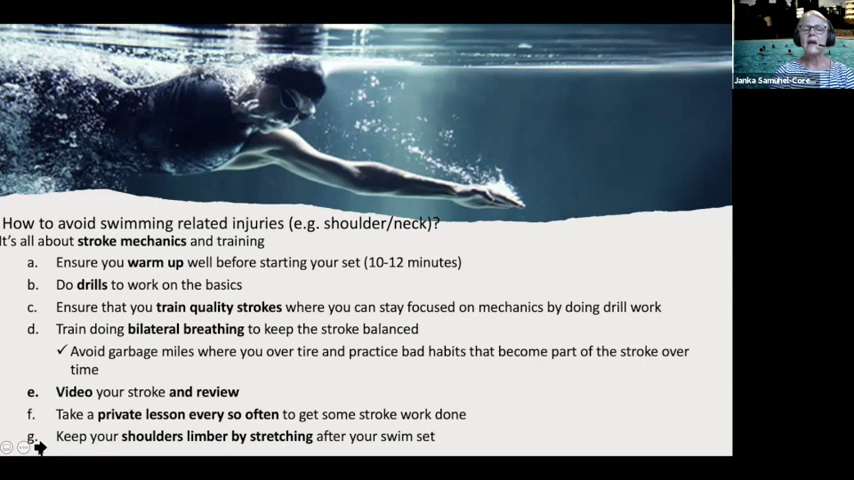 Janka Samuhel-Core...
How to avoid swimming related injuries (e.g. shoulder/neck)?
It's all about stroke mechanics and training
a. Ensure you warm up well before starting your set (10-12 minutes)
b. Do drills to work on the basics
c. Ensure that you train quality strokes where you can stay focused on mechanics by doing drill work
d. Train doing bilateral breathing to keep the stroke balanced
✓ Avoid garbage miles where you over tire and practice bad habits that become part of the stroke over
time
e. Video your stroke and review
f. Take a private lesson every so often to get some stroke work done
g. Keep your shoulders limber by stretching after your swim set